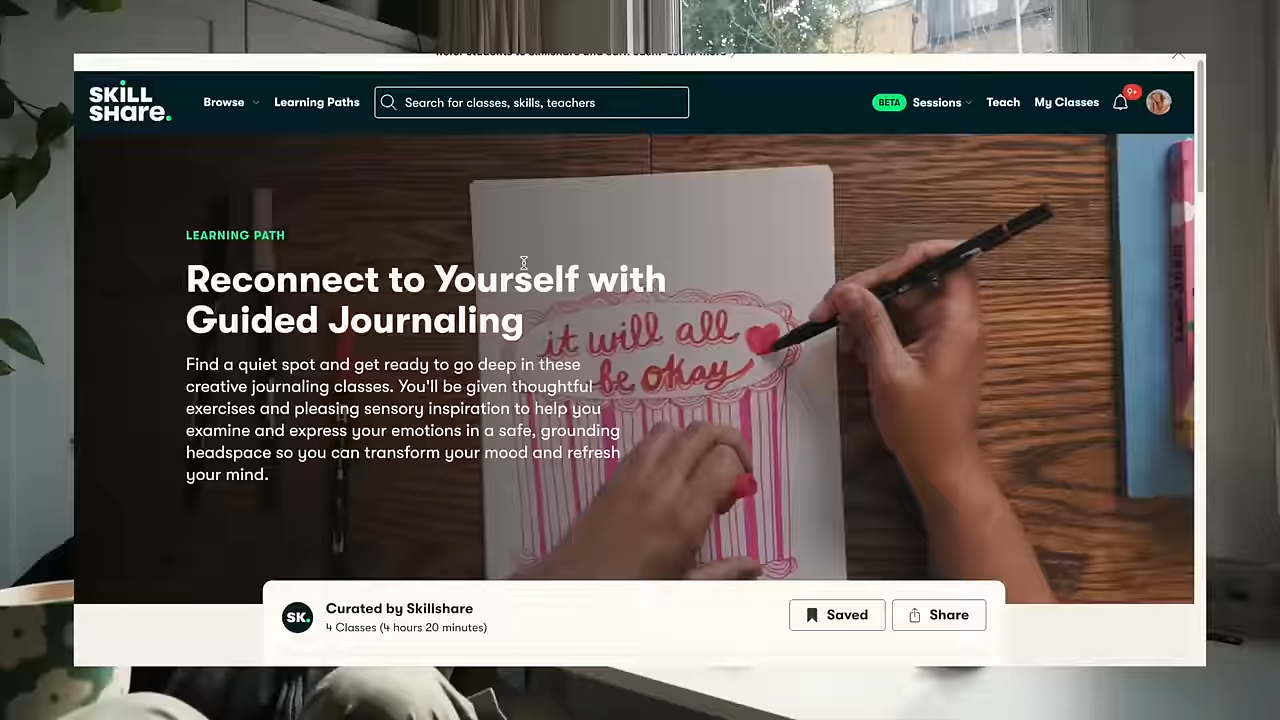 SKiLL
SHare.
Browse
Learning Paths
Search for classes, skills, teachers
BETA
Sessions
Teach
My Classes
9+
LEARNING PATH
Reconnect to Yourself with
Guided Journaling
Find a quiet spot and get ready to go deep in these
creative journaling classes. You'll be given thoughtful
exercises and pleasing sensory inspiration to help you
examine and express your emotions in a safe, grounding
headspace so you can transform your mood and refresh
your mind.
it will all
be okay
SK.
Curated by Skillshare
4 Classes (4 hours 20 minutes)
Saved
Share